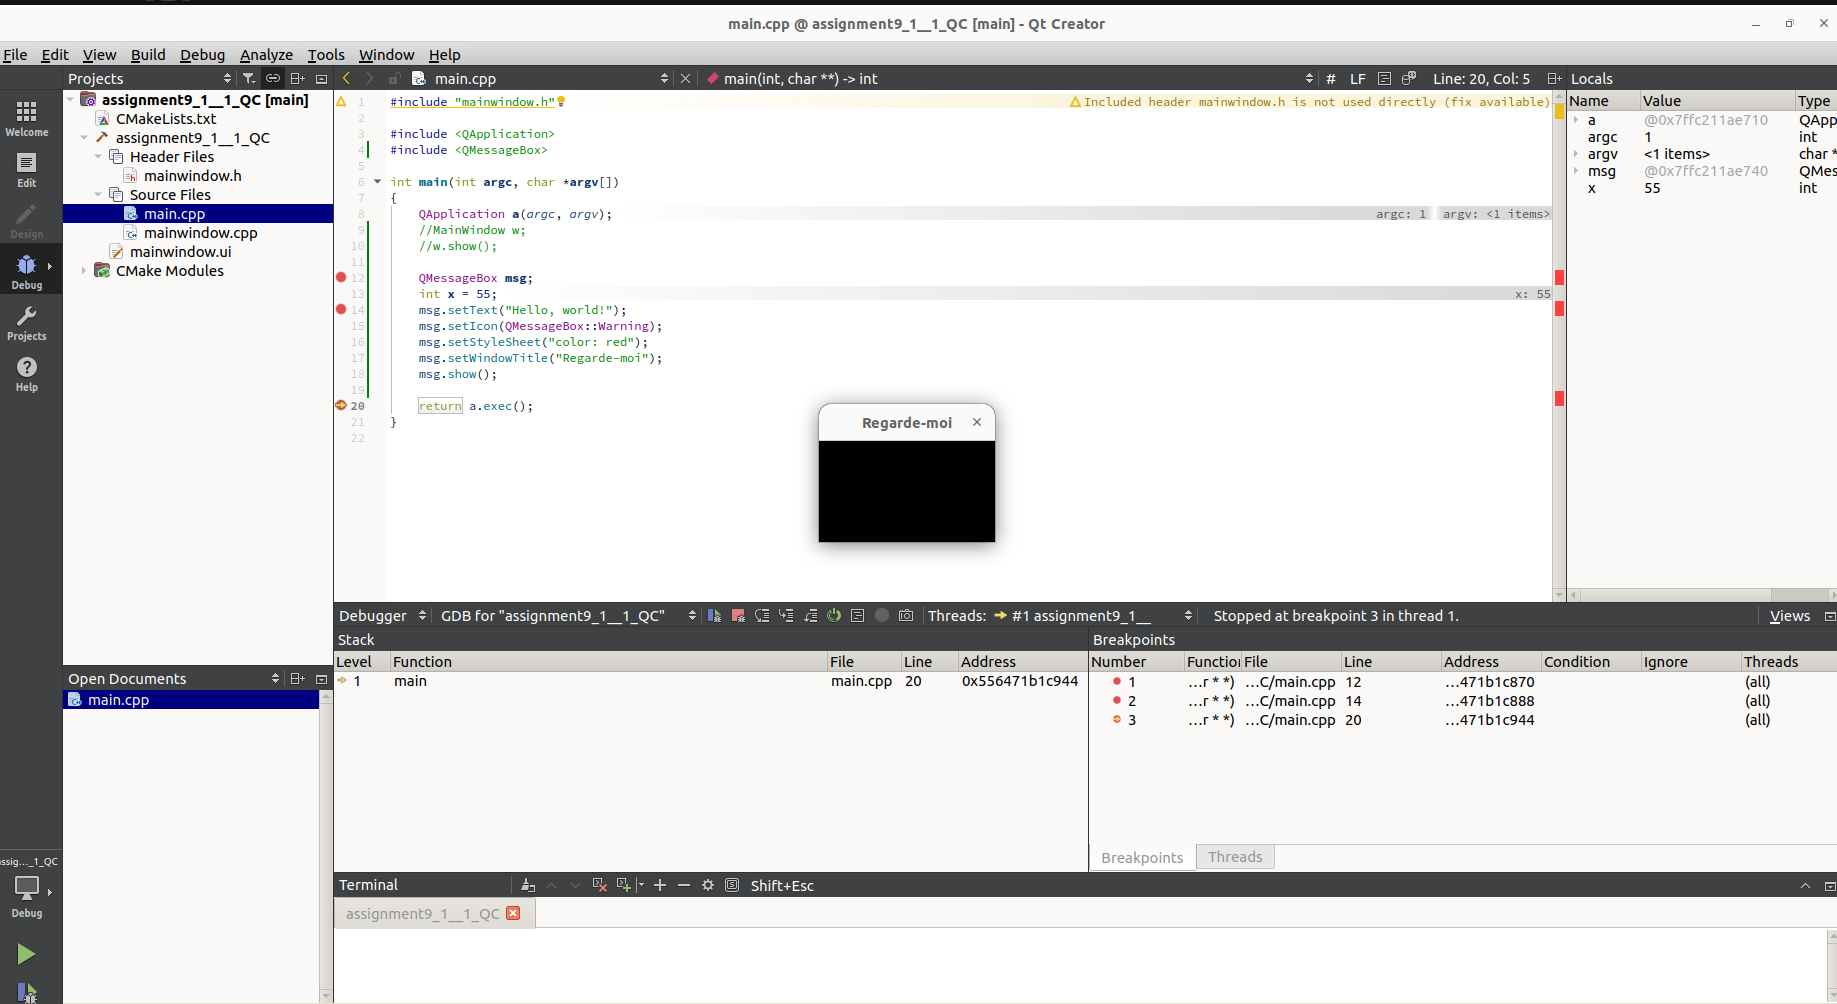 main.cpp @ assignment9_1__1_QC [main] - Qt Creator
File Edit View Build Debug Analyze Tools Window Help
Projects
main.cpp
main(int, char **) -> int
# LF
Line: 20, Col: 5
Locals
Welcome
Edit
Design
Debug
Projects
Help
assignment9_1__1_QC [main]
CMakeLists.txt
assignment9_1__1_QC
Header Files
mainwindow.h
Source Files
main.cpp
mainwindow.cpp
mainwindow.ui
CMake Modules
1 #include "mainwindow.h" Included header mainwindow.h is not used directly (fix available)
2
3 #include <QApplication>
4 #include <QMessageBox>
5
6 int main(int argc, char *argv[])
7 {
8 QApplication a(argc, argv); argc: 1 argv: <1 items>
9 //MainWindow w;
10 //w.show();
11
12 QMessageBox msg;
13 int x = 55; x: 55
14 msg.setText("Hello, world!");
15 msg.setIcon(QMessageBox::Warning);
16 msg.setStyleSheet("color: red");
17 msg.setWindowTitle("Regarde-moi");
18 msg.show();
19
20 return a.exec();
21 }
22
Regarde-moi
Name Value Type
a @0x7ffc211ae710 QApp
argc 1 int
argv <1 items> char *
msg @0x7ffc211ae740 QMes
x 55 int
Debugger GDB for "assignment9_1__1_QC" Threads: #1 assignment9_1__ Stopped at breakpoint 3 in thread 1. Views
Stack
Level Function File Line Address
1 main main.cpp 20 0x556471b1c944
Breakpoints
Number Function File Line Address Condition Ignore Threads
1 ...r * *) ...C/main.cpp 12 ...471b1c870 (all)
2 ...r * *) ...C/main.cpp 14 ...471b1c888 (all)
3 ...r * *) ...C/main.cpp 20 ...471b1c944 (all)
Breakpoints Threads
Open Documents
main.cpp
Terminal Shift+Esc
assignment9_1__1_QC
assig..._1_QC
Debug